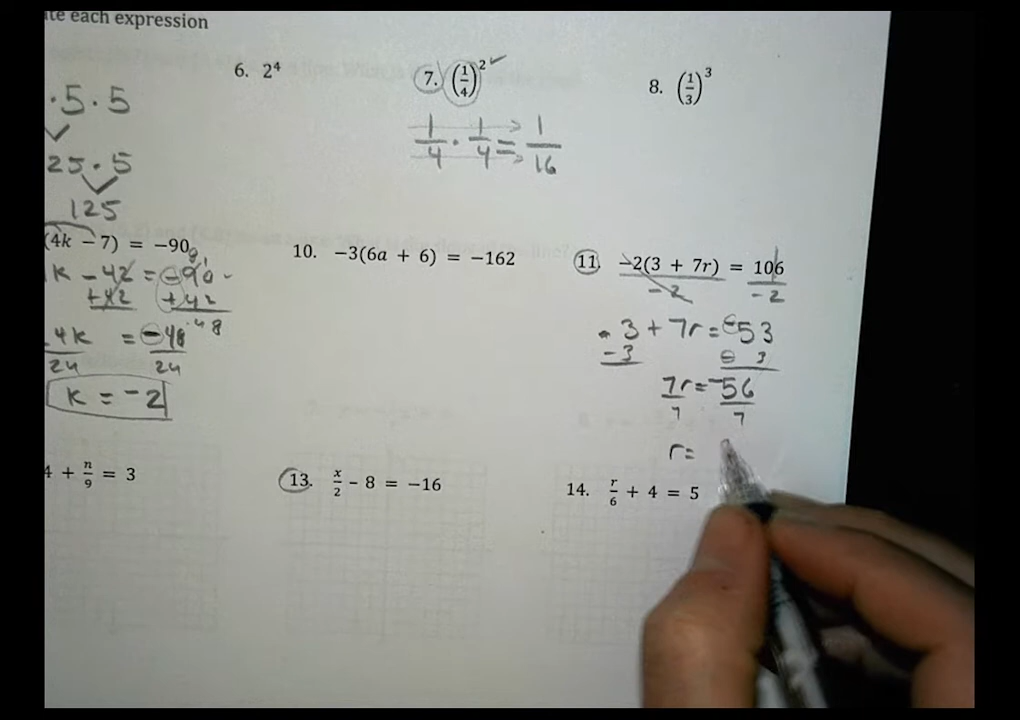 ite each expression
6. 2⁴
7. (1/4)²
8. (1/3)³
· 5 · 5
25 · 5
125
1/4 · 1/4 = 1/16
(4k − 7) = −90
k − 42 = −90
+42 +42
4k = −48
24 24
k = −2
10. −3(6a + 6) = −162
11. −2(3 + 7r) = 106
−2 −2
3 + 7r = −53
−3 − 3
7r = −56
7 7
r =
4 + n/9 = 3
13. x/2 − 8 = −16
14. r/6 + 4 = 5